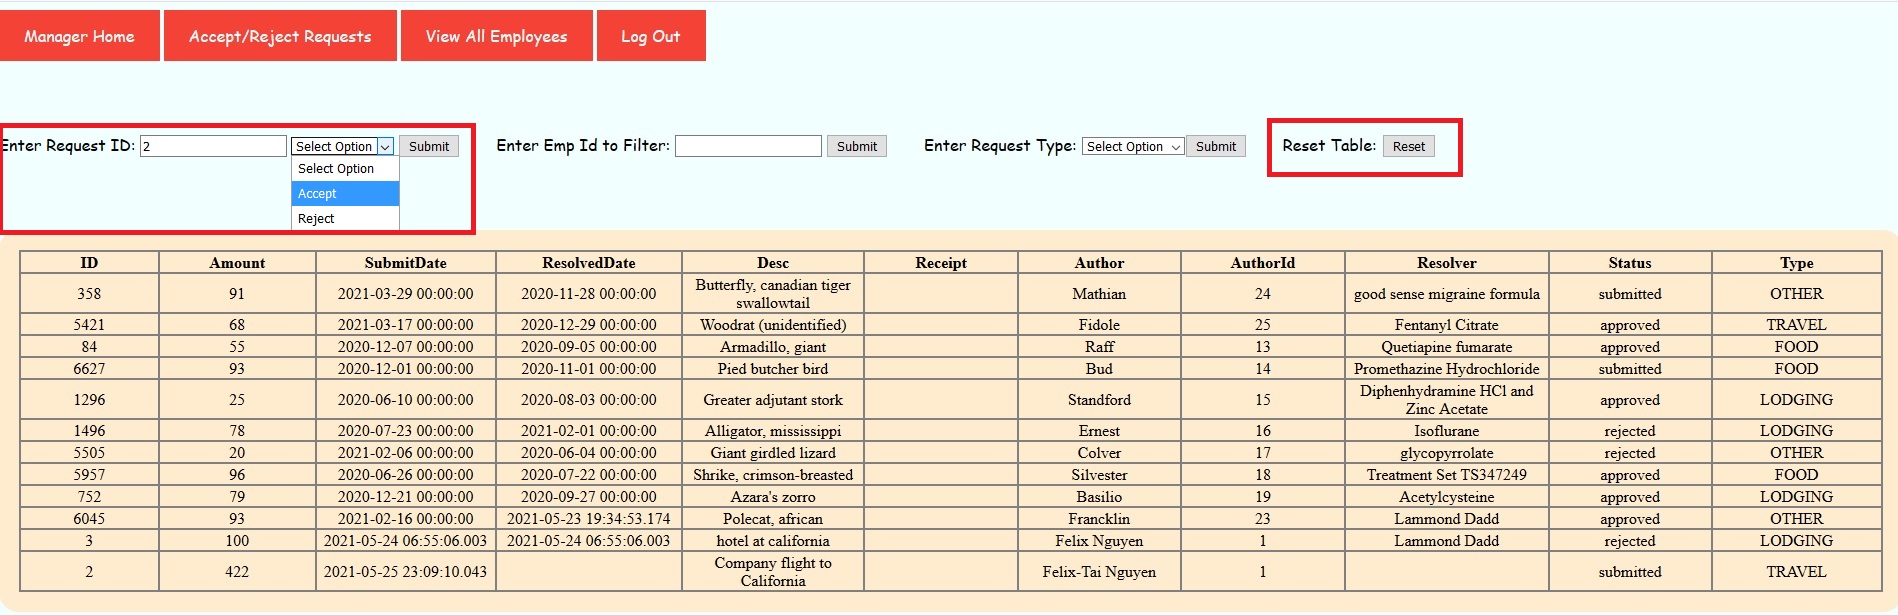 Manager Home Accept/Reject Requests View All Employees Log Out
Enter Request ID: 2 Select Option Submit Enter Emp Id to Filter: Submit Enter Request Type: Select Option Submit Reset Table: Reset
Select Option
Accept
Reject
ID Amount SubmitDate ResolvedDate Desc Receipt Author AuthorId Resolver Status Type
358 91 2021-03-29 00:00:00 2020-11-28 00:00:00 Butterfly, canadian tiger swallowtail Mathian 24 good sense migraine formula submitted OTHER
5421 68 2021-03-17 00:00:00 2020-12-29 00:00:00 Woodrat (unidentified) Fidole 25 Fentanyl Citrate approved TRAVEL
84 55 2020-12-07 00:00:00 2020-09-05 00:00:00 Armadillo, giant Raff 13 Quetiapine fumarate approved FOOD
6627 93 2020-12-01 00:00:00 2020-11-01 00:00:00 Pied butcher bird Bud 14 Promethazine Hydrochloride submitted FOOD
1296 25 2020-06-10 00:00:00 2020-08-03 00:00:00 Greater adjutant stork Standford 15 Diphenhydramine HCl and Zinc Acetate approved LODGING
1496 78 2020-07-23 00:00:00 2021-02-01 00:00:00 Alligator, mississippi Ernest 16 Isoflurane rejected LODGING
5505 20 2021-02-06 00:00:00 2020-06-04 00:00:00 Giant girdled lizard Colver 17 glycopyrrolate rejected OTHER
5957 96 2020-06-26 00:00:00 2020-07-22 00:00:00 Shrike, crimson-breasted Silvester 18 Treatment Set TS347249 approved FOOD
752 79 2020-12-21 00:00:00 2020-09-27 00:00:00 Azara's zorro Basilio 19 Acetylcysteine approved LODGING
6045 93 2021-02-16 00:00:00 2021-05-23 19:34:53.174 Polecat, african Francklin 23 Lammond Dadd approved OTHER
3 100 2021-05-24 06:55:06.003 2021-05-24 06:55:06.003 hotel at california Felix Nguyen 1 Lammond Dadd rejected LODGING
2 422 2021-05-25 23:09:10.043 Company flight to California Felix-Tai Nguyen 1 submitted TRAVEL